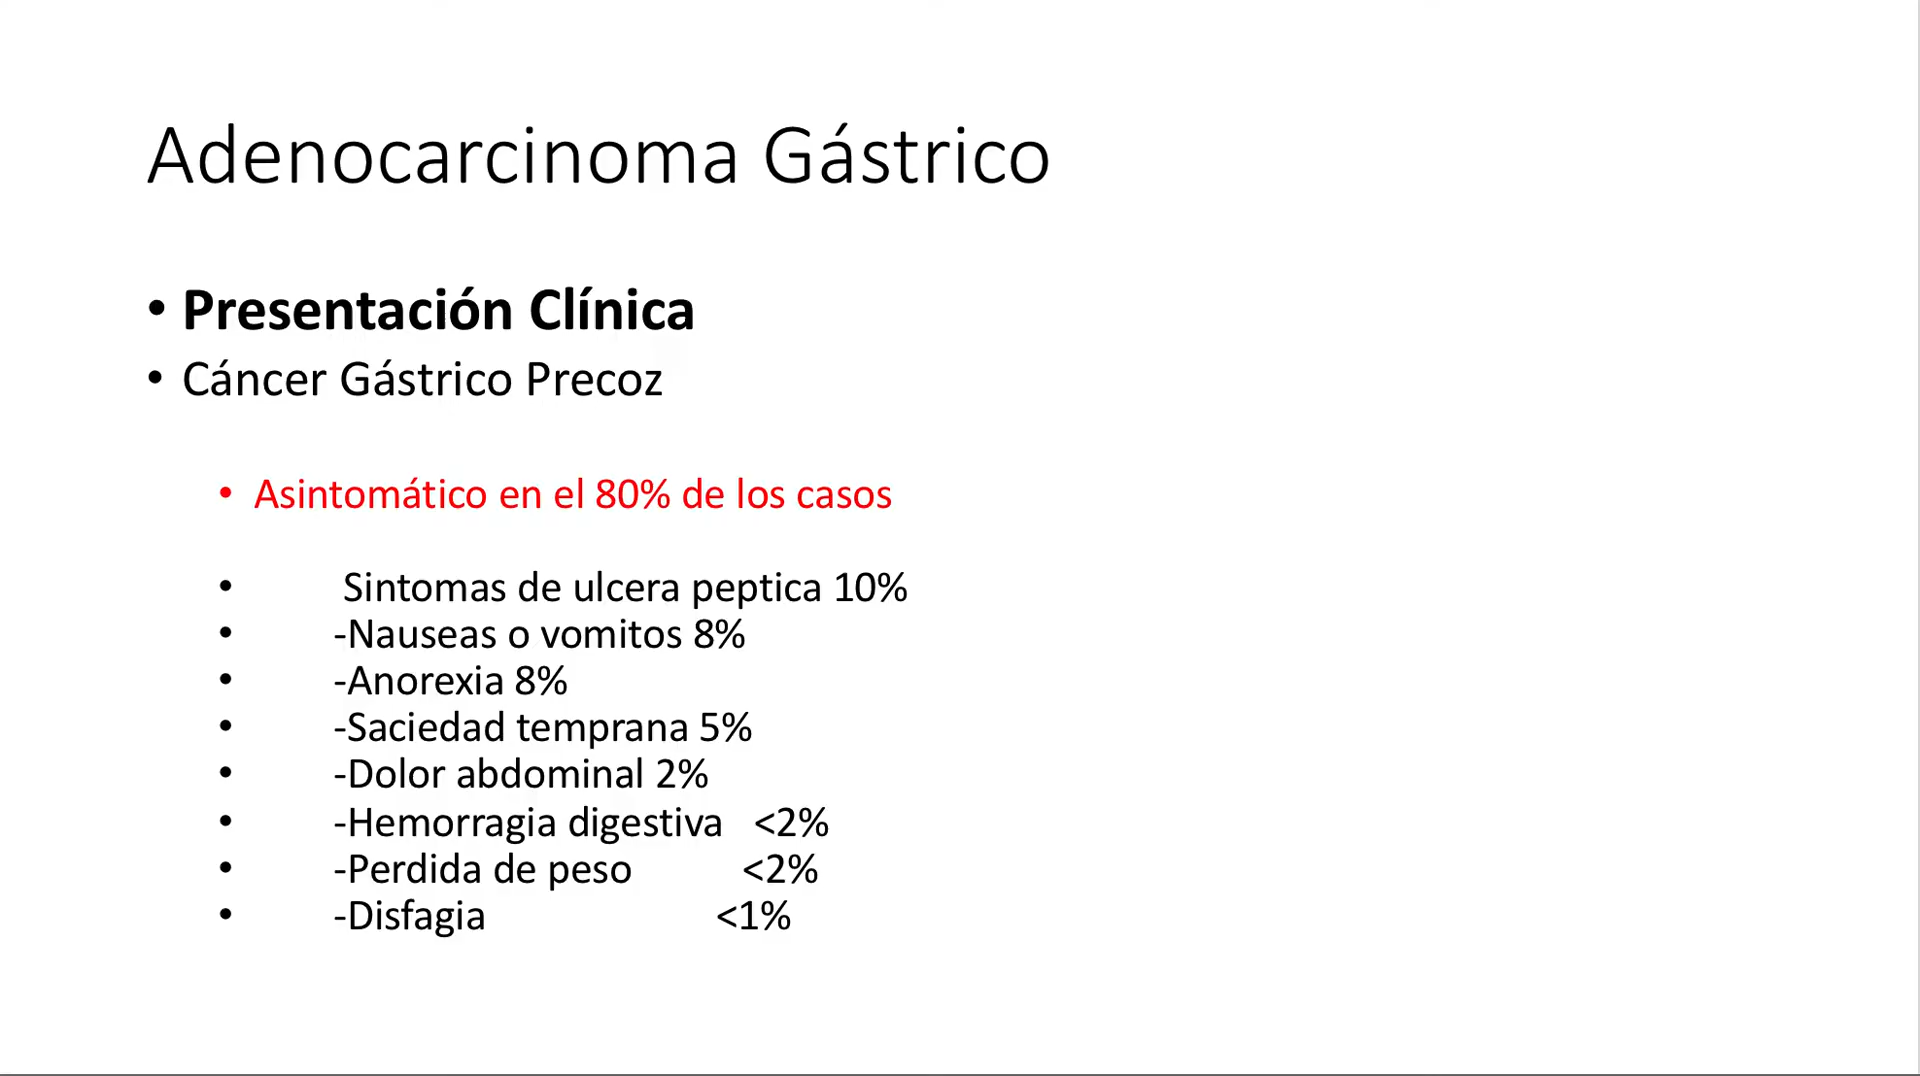 Adenocarcinoma Gástrico
• Presentación Clínica
• Cáncer Gástrico Precoz
• Asintomático en el 80% de los casos
• Sintomas de ulcera peptica 10%
• -Nauseas o vomitos 8%
• -Anorexia 8%
• -Saciedad temprana 5%
• -Dolor abdominal 2%
• -Hemorragia digestiva <2%
• -Perdida de peso <2%
• -Disfagia <1%